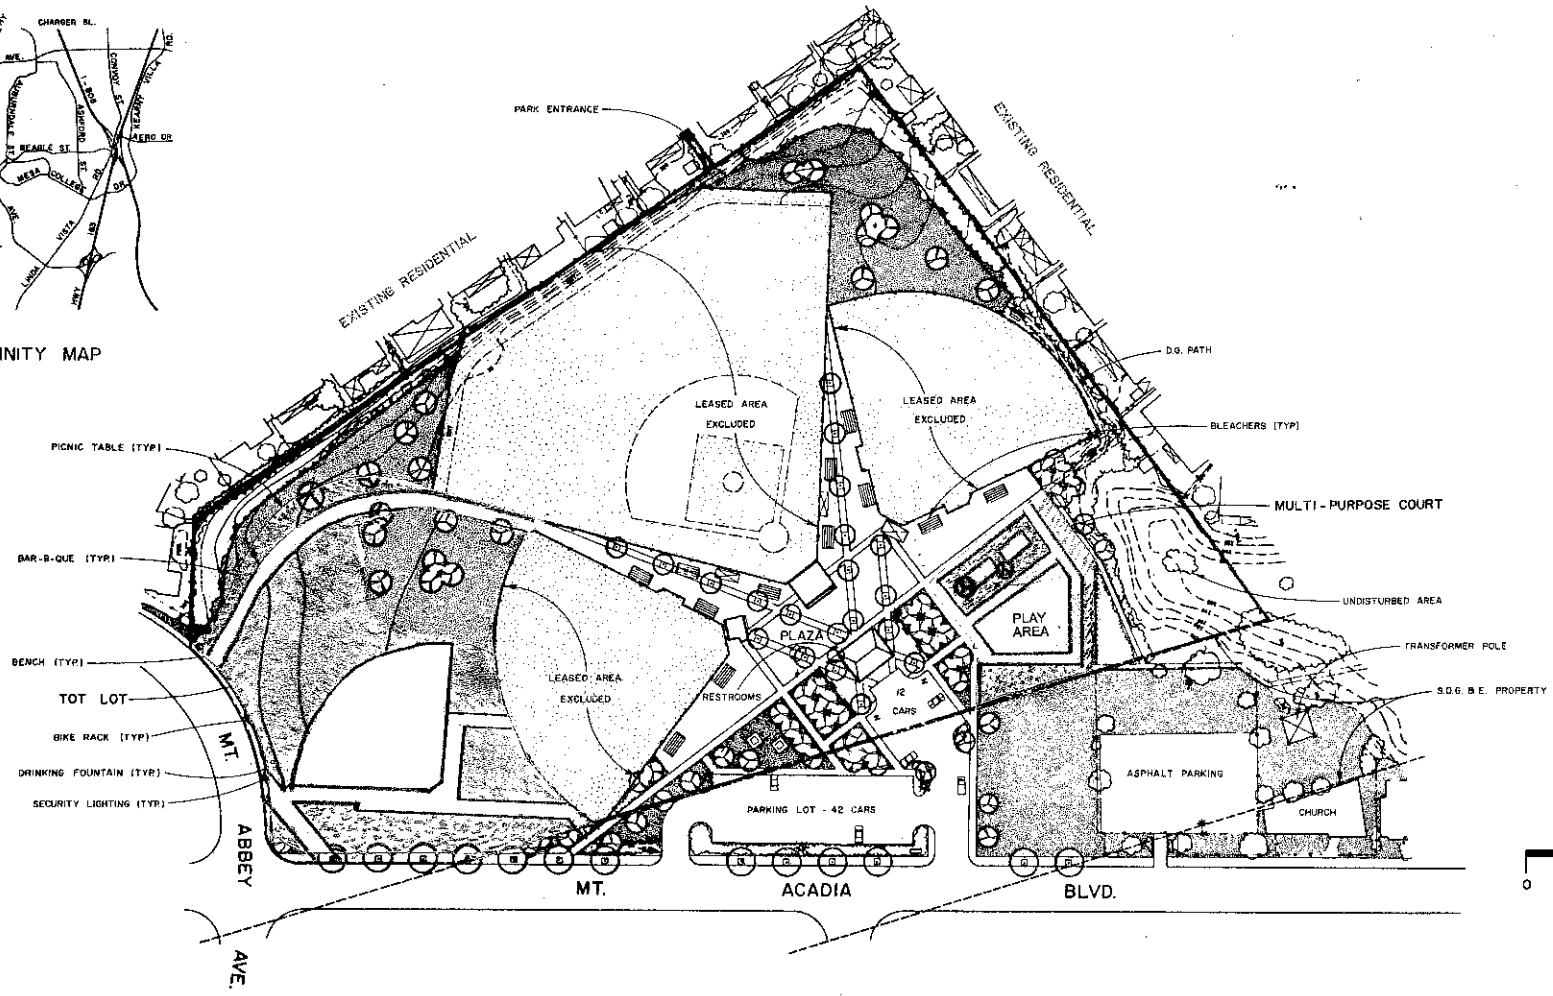 CHARGER BL.
AVE.
CONVOY ST.
VILLA
RD.
KEARNY
I-805
AUBURNDALE ST.
ASHFORD ST.
AERO DR
BEAGLE ST.
MESA COLLEGE DR.
RD.
AVE.
VISTA
LINDA
163
HWY
INITY MAP
PARK ENTRANCE
EXISTING RESIDENTIAL
EXISTING RESIDENTIAL
D.G. PATH
LEASED AREA
EXCLUDED
LEASED AREA
EXCLUDED
BLEACHERS (TYP)
PICNIC TABLE (TYP.)
MULTI-PURPOSE COURT
BAR-B-QUE (TYP.)
UNDISTURBED AREA
PLAY
AREA
PLAZA
TRANSFORMER POLE
BENCH (TYP.)
LEASED AREA
EXCLUDED
RESTROOMS
12
CARS
S.D.G. & E. PROPERTY
TOT LOT
BIKE RACK (TYP)
DRINKING FOUNTAIN (TYP.)
SECURITY LIGHTING (TYP.)
ASPHALT PARKING
PARKING LOT - 42 CARS
CHURCH
MT.
ABBEY
AVE.
MT.
ACADIA
BLVD.
0